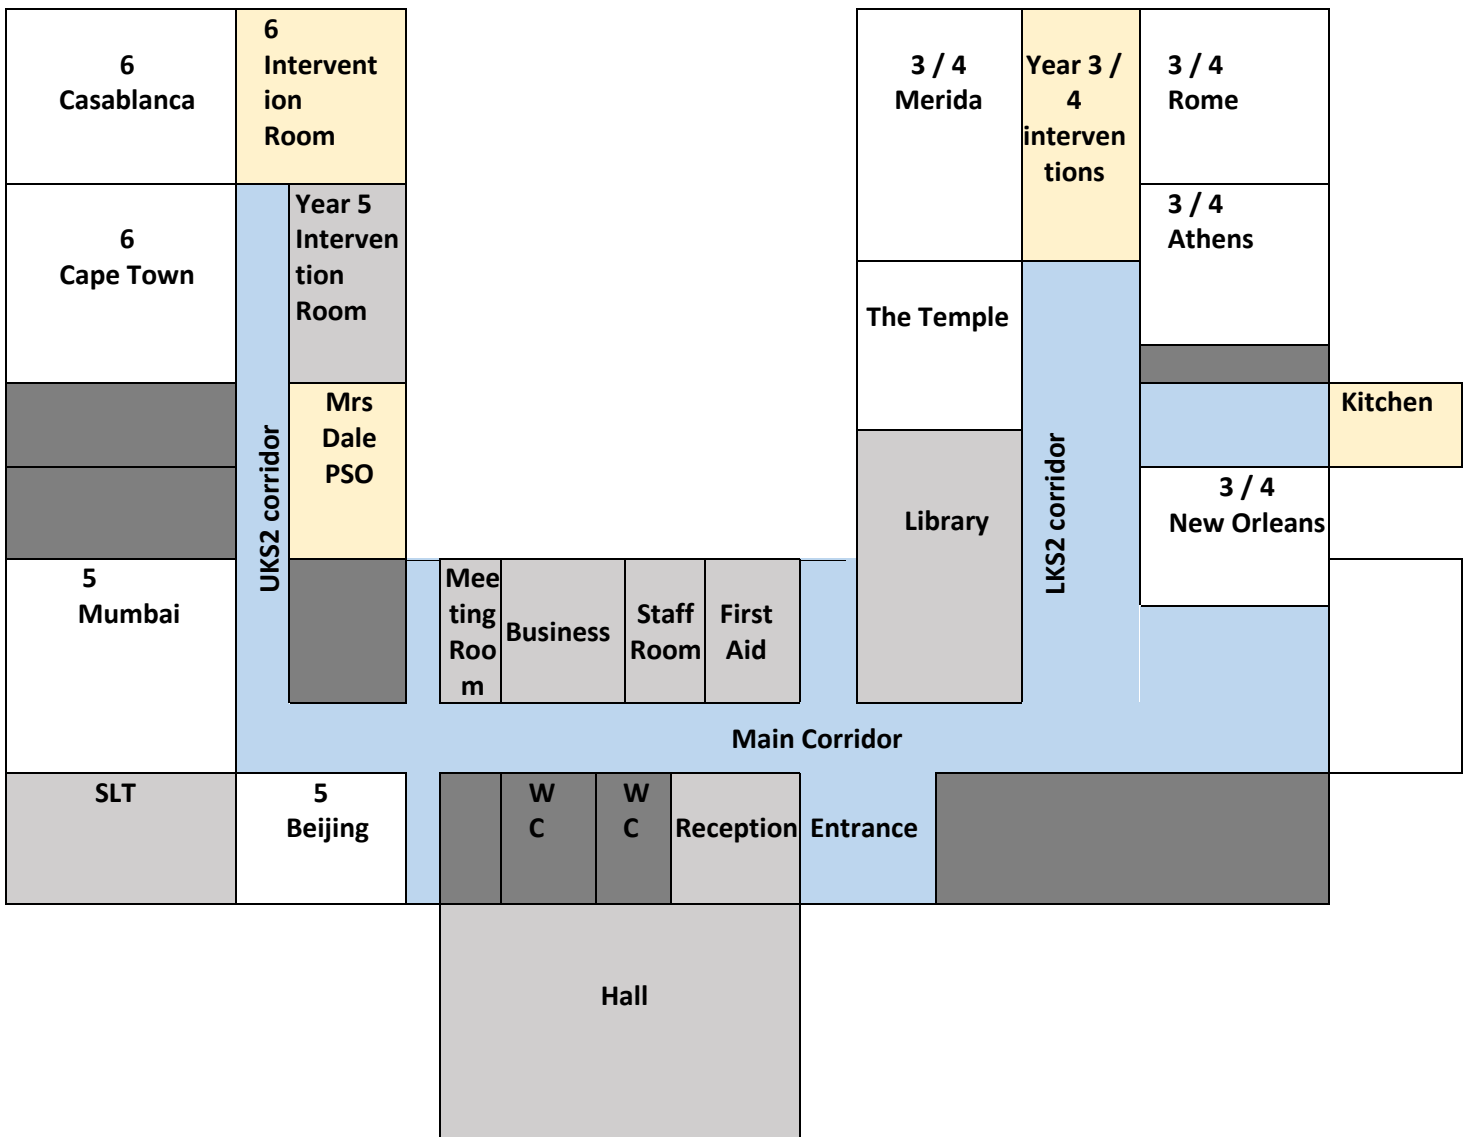 6
Casablanca
6
Intervent
ion
Room
3 / 4
Merida
Year 3 /
4
interven
tions
3 / 4
Rome
6
Cape Town
Year 5
Interven
tion
Room
3 / 4
Athens
The Temple
Mrs
Dale
PSO
Kitchen
UKS2 corridor
Library
LKS2 corridor
3 / 4
New Orleans
5
Mumbai
Mee
ting
Roo
m
Business
Staff
Room
First
Aid
Main Corridor
SLT
5
Beijing
W
C
W
C
Reception
Entrance
Hall